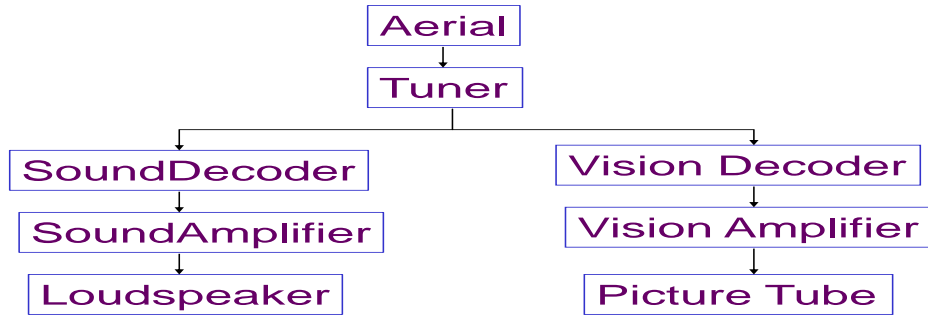 Aerial
Tuner
SoundDecoder
Vision Decoder
SoundAmplifier
Vision Amplifier
Loudspeaker
Picture Tube